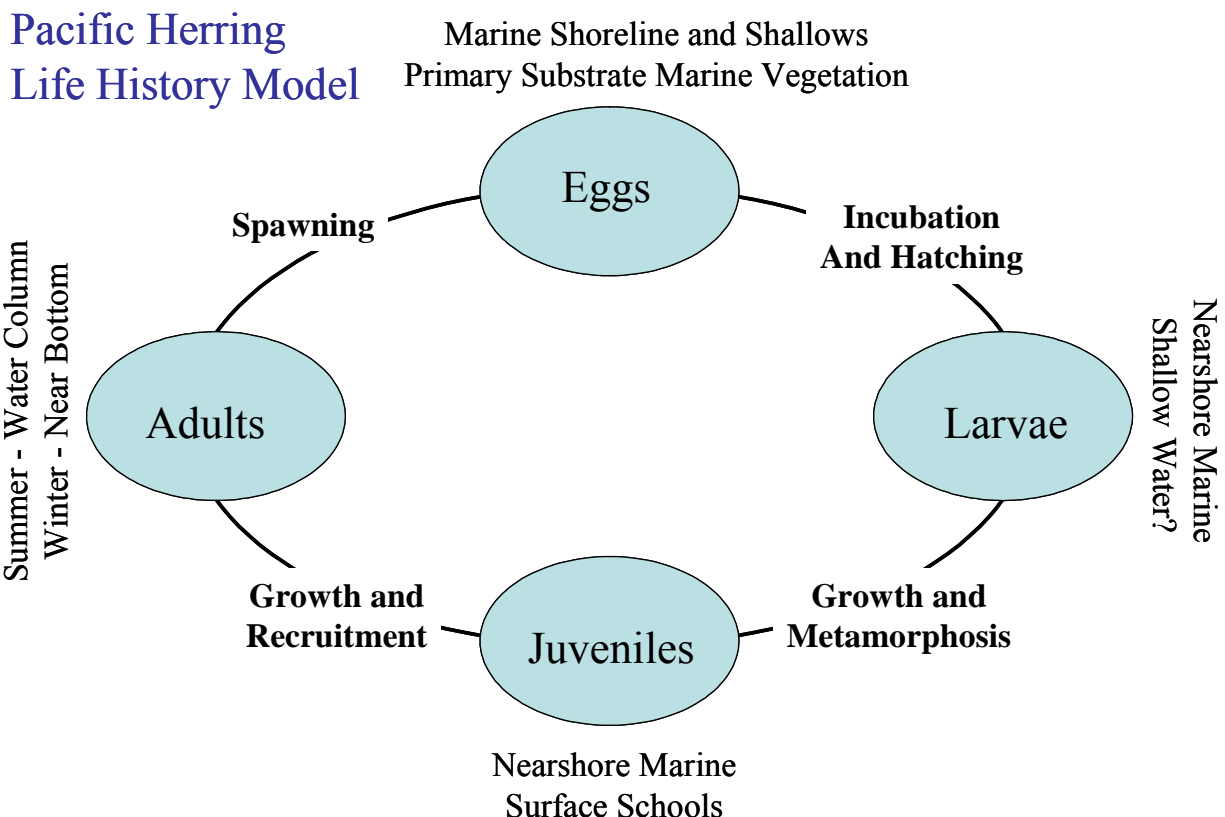 Pacific Herring
Life History Model
Marine Shoreline and Shallows
Primary Substrate Marine Vegetation
Eggs
Spawning
Incubation
And Hatching
Summer - Water Column
Winter - Near Bottom
Adults
Larvae
Nearshore Marine
Shallow Water?
Growth and
Recruitment
Juveniles
Growth and
Metamorphosis
Nearshore Marine
Surface Schools